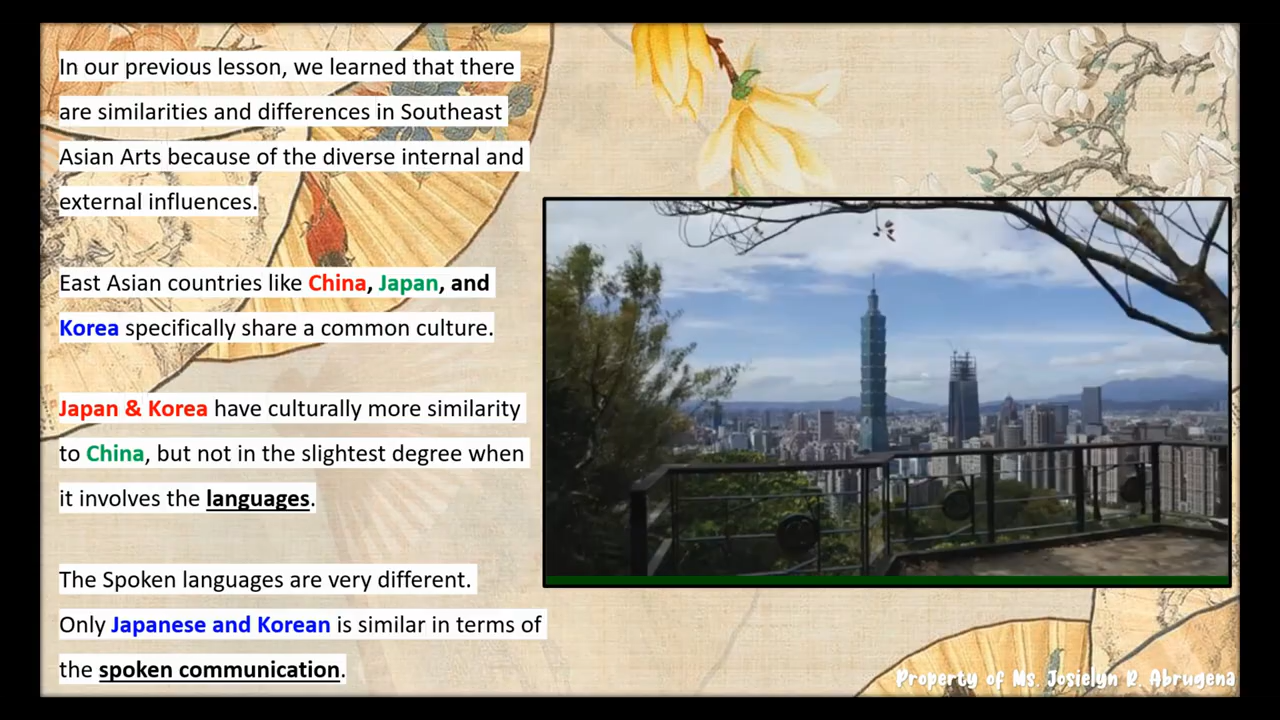 In our previous lesson, we learned that there
are similarities and differences in Southeast
Asian Arts because of the diverse internal and
external influences.
East Asian countries like China, Japan, and
Korea specifically share a common culture.
Japan & Korea have culturally more similarity
to China, but not in the slightest degree when
it involves the languages.
The Spoken languages are very different.
Only Japanese and Korean is similar in terms of
the spoken communication.
Property of Ms. Josielyn R. Abrugena